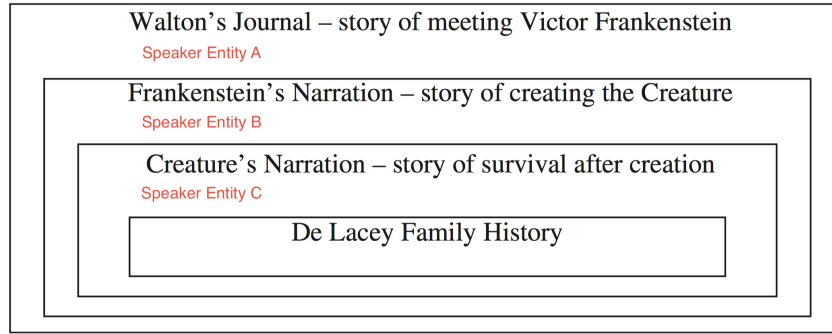 Walton’s Journal – story of meeting Victor Frankenstein
Speaker Entity A
Frankenstein’s Narration – story of creating the Creature
Speaker Entity B
Creature’s Narration – story of survival after creation
Speaker Entity C
De Lacey Family History